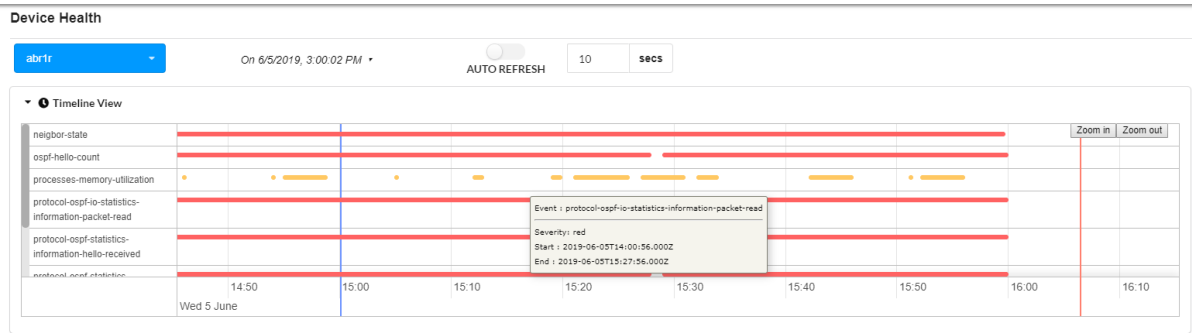 Device Health
abr1r
On 6/5/2019, 3:00:02 PM
AUTO REFRESH
10 secs
Timeline View
Zoom in Zoom out
neigbor-state
ospf-hello-count
processes-memory-utilization
protocol-ospf-io-statistics-
information-packet-read
protocol-ospf-statistics-
information-hello-received
protocol-ospf-statistics-
Event : protocol-ospf-io-statistics-information-packet-read
Severity: red
Start : 2019-06-05T14:00:56.000Z
End : 2019-06-05T15:27:56.000Z
14:50 15:00 15:10 15:20 15:30 15:40 15:50 16:00 16:10
Wed 5 June